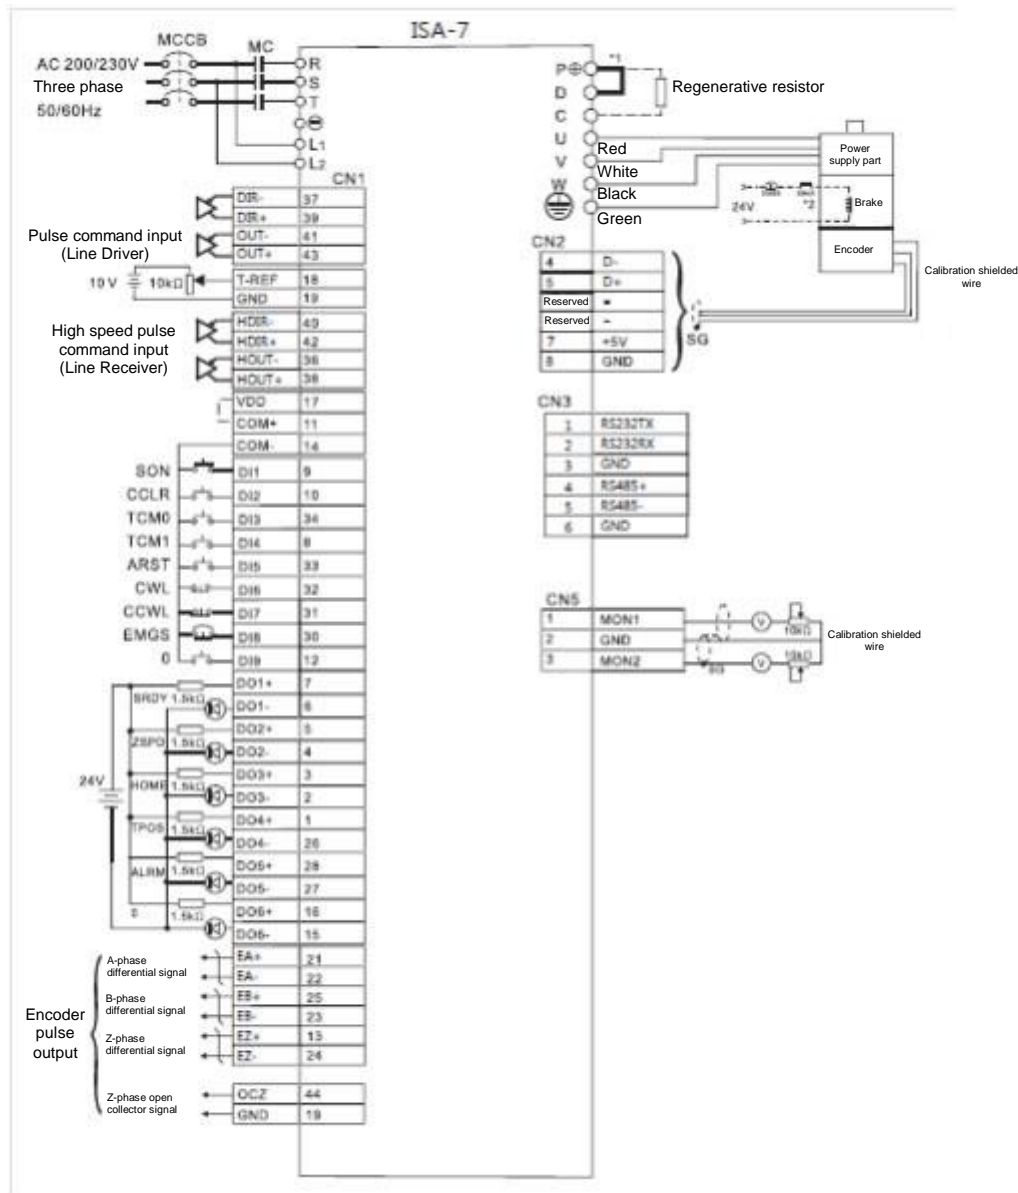 ISA-7
MCCB
MC
AC 200/230V
Three phase
50/60Hz
R
S
T
L1
L2
*1
P
D
C
U
V
W
Regenerative resistor
Red
White
Black
Green
Power
supply part
24V
*2
Brake
Encoder
Calibration shielded
wire
CN1
DIR- 37
DIR+ 39
OUT- 41
OUT+ 43
Pulse command input
(Line Driver)
10V
10kΩ
T-REF 18
GND 19
High speed pulse
command input
(Line Receiver)
HDIR-
HDIR+ 42
HOUT- 36
HOUT+ 38
VDD 17
COM+ 11
COM- 14
SON DI1 9
CCLR DI2 10
TCM0 DI3 34
TCM1 DI4 8
ARST DI5 33
CWL DI6 32
CCWL DI7 31
EMGS DI8 30
0 DI9 12
DO1+ 7
SRDY 1.5kΩ
DO1- 6
DO2+ 5
ZSPD 1.5kΩ
DO2- 4
DO3+ 3
24V
HOME 1.5kΩ
DO3- 2
DO4+ 1
TPOS 1.5kΩ
DO4- 26
DO5+ 28
ALRM 1.5kΩ
DO5- 27
DO6+ 16
1.5kΩ
DO6- 15
Encoder
pulse
output
A-phase
differential signal
EA+ 21
EA- 22
B-phase
differential signal
EB+ 25
EB- 23
Z-phase
differential signal
EZ+ 13
EZ- 24
Z-phase open
collector signal
OCZ 44
GND 19
CN2
4 D-
5 D+
Reserved -
Reserved -
7 +5V
8 GND
SG
CN3
1 RS232TX
2 RS232RX
3 GND
4 RS485+
5 RS485-
6 GND
CN5
1 MON1
2 GND
3 MON2
V
10kΩ
SG
V
10kΩ
Calibration shielded
wire